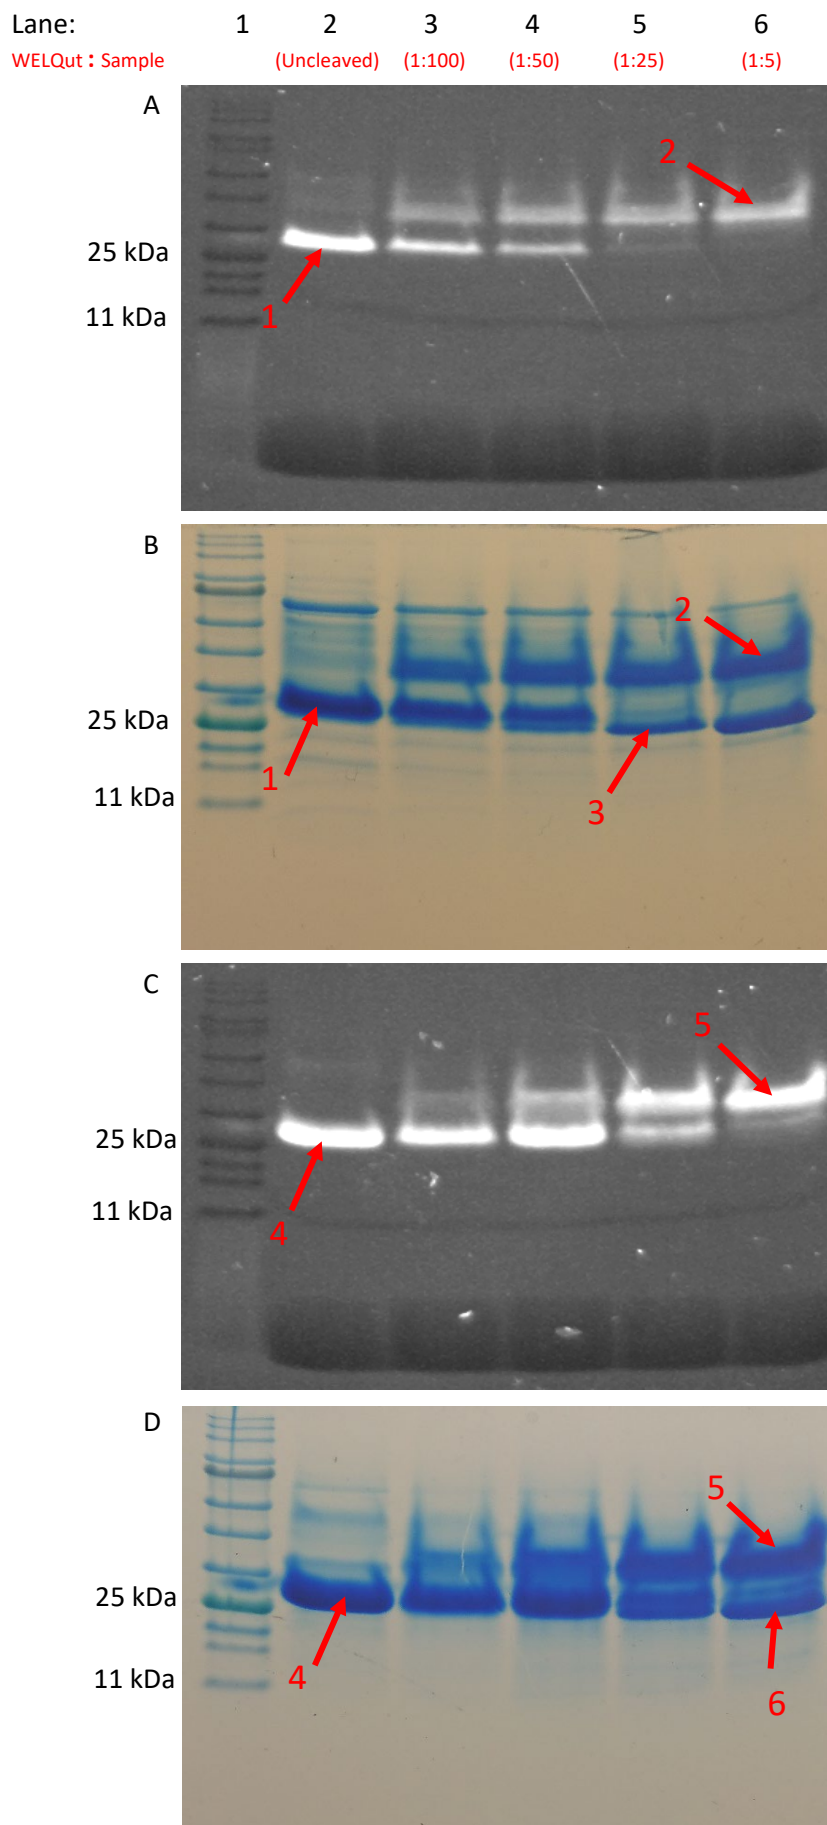 Lane: 1 2 3 4 5 6
WELQut : Sample (Uncleaved) (1:100) (1:50) (1:25) (1:5)
A
2
25 kDa
1
11 kDa
B
2
25 kDa
1
11 kDa
3
C
5
25 kDa
11 kDa
4
D
5
25 kDa
4
11 kDa
6